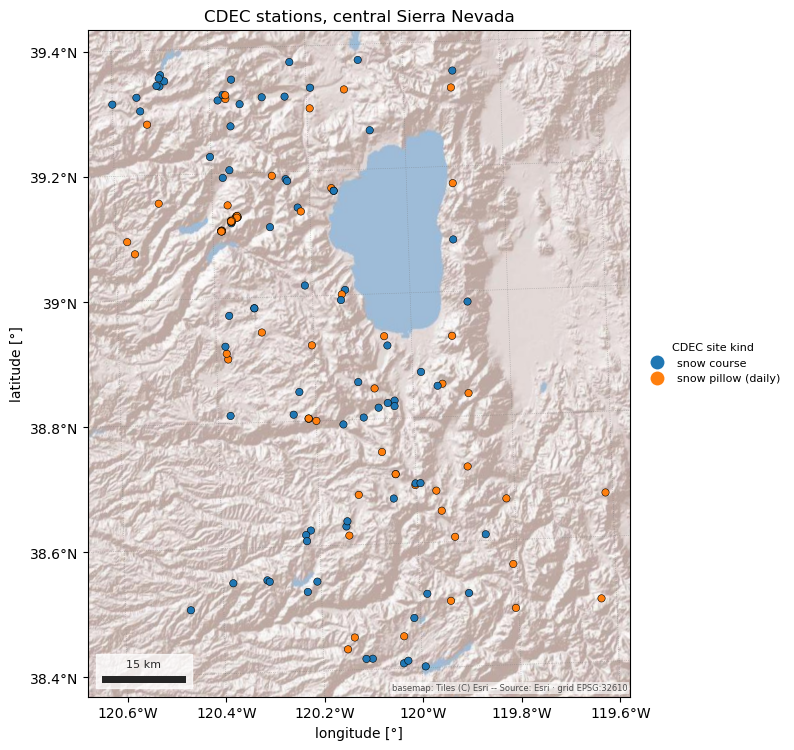 CDEC stations, central Sierra Nevada
39.4°N
39.2°N
39°N
38.8°N
38.6°N
38.4°N
latitude [°]
CDEC site kind
snow course
snow pillow (daily)
15 km
basemap: Tiles (C) Esri -- Source: Esri · grid EPSG:32610
120.6°W
120.4°W
120.2°W
120°W
119.8°W
119.6°W
longitude [°]